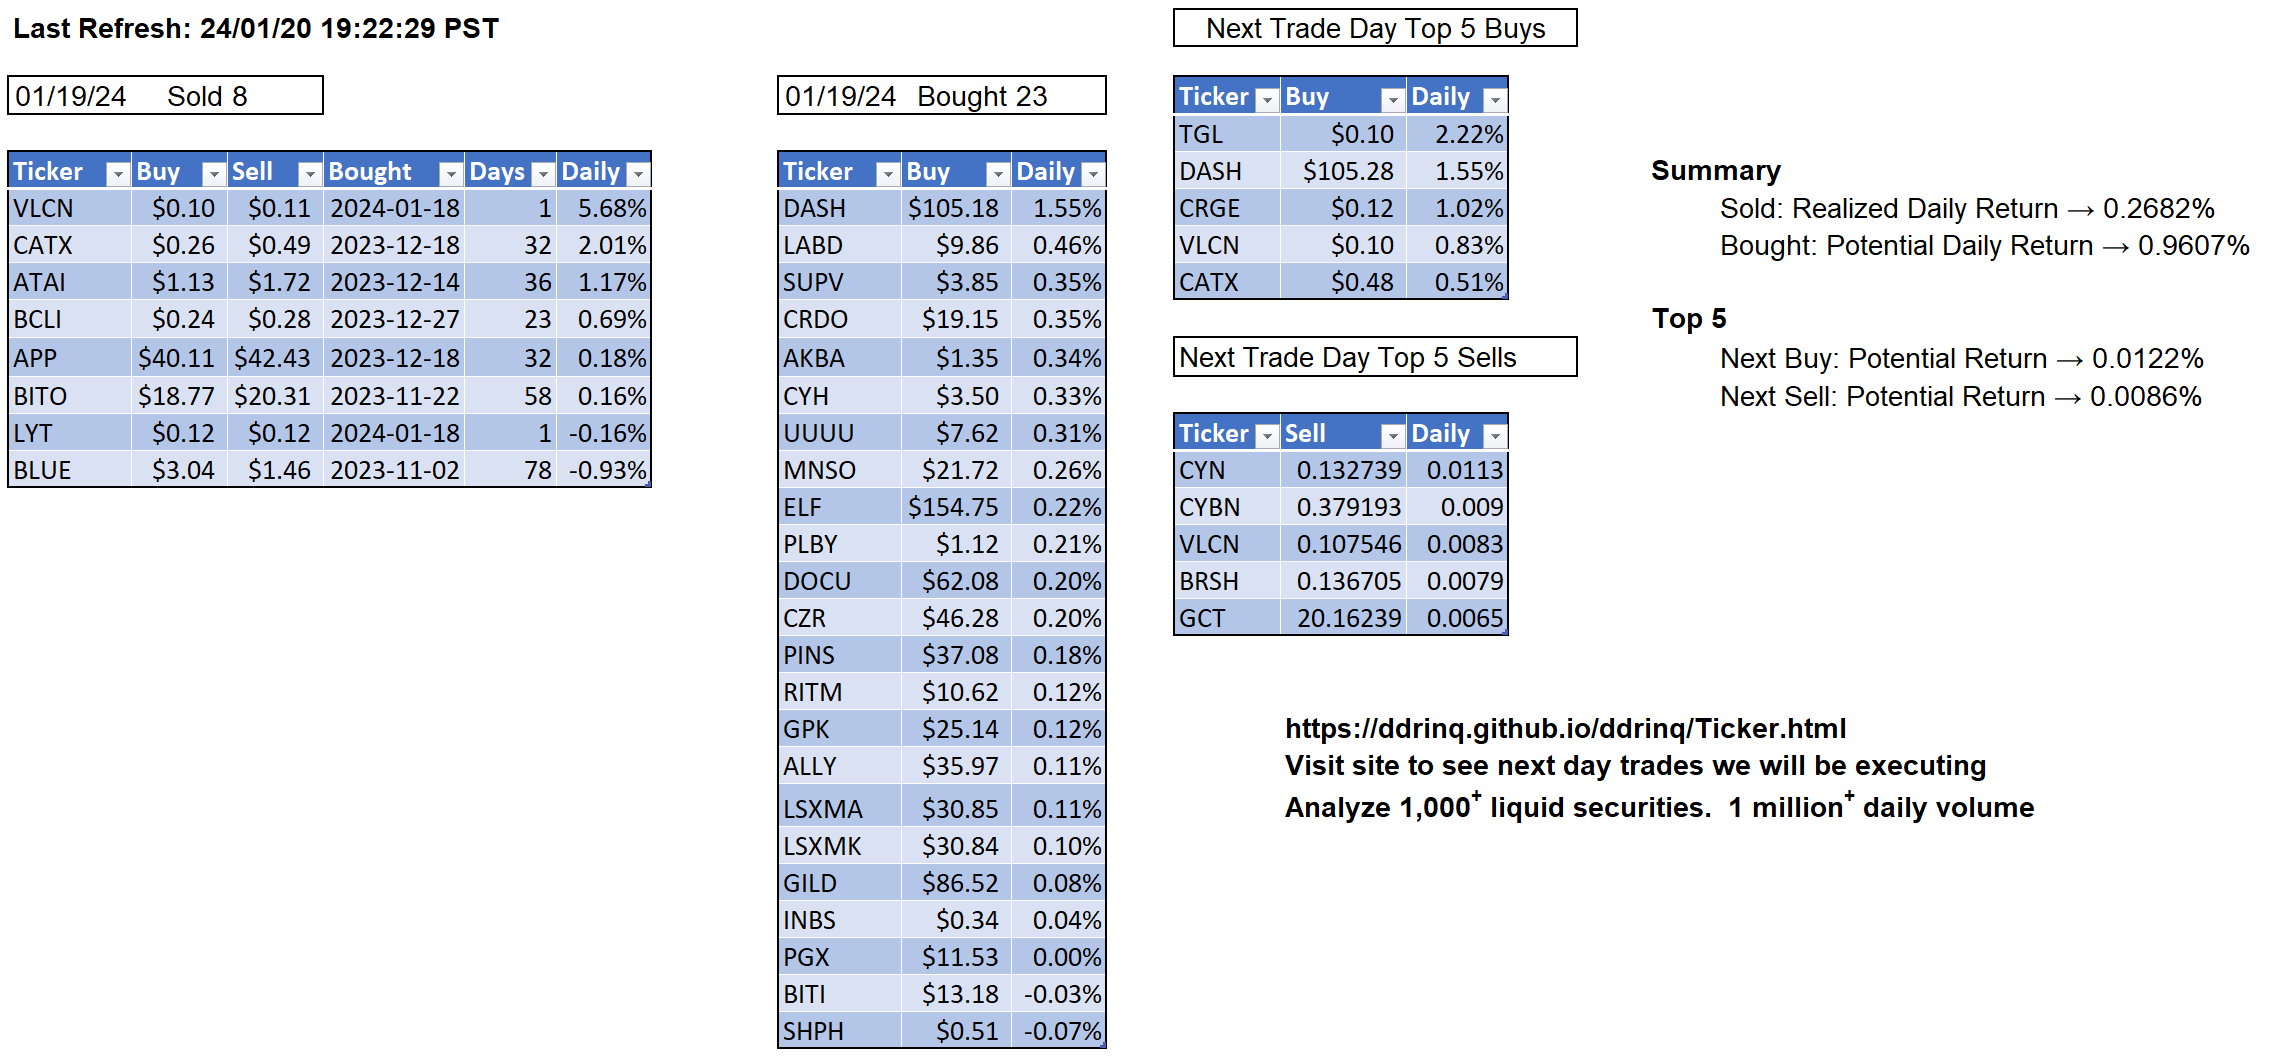 Last Refresh: 24/01/20 19:22:29 PST
01/19/24 Sold 8
Ticker Buy Sell Bought Days Daily
VLCN $0.10 $0.11 2024-01-18 1 5.68%
CATX $0.26 $0.49 2023-12-18 32 2.01%
ATAI $1.13 $1.72 2023-12-14 36 1.17%
BCLI $0.24 $0.28 2023-12-27 23 0.69%
APP $40.11 $42.43 2023-12-18 32 0.18%
BITO $18.77 $20.31 2023-11-22 58 0.16%
LYT $0.12 $0.12 2024-01-18 1 -0.16%
BLUE $3.04 $1.46 2023-11-02 78 -0.93%
01/19/24 Bought 23
Ticker Buy Daily
DASH $105.18 1.55%
LABD $9.86 0.46%
SUPV $3.85 0.35%
CRDO $19.15 0.35%
AKBA $1.35 0.34%
CYH $3.50 0.33%
UUUU $7.62 0.31%
MNSO $21.72 0.26%
ELF $154.75 0.22%
PLBY $1.12 0.21%
DOCU $62.08 0.20%
CZR $46.28 0.20%
PINS $37.08 0.18%
RITM $10.62 0.12%
GPK $25.14 0.12%
ALLY $35.97 0.11%
LSXMA $30.85 0.11%
LSXMK $30.84 0.10%
GILD $86.52 0.08%
INBS $0.34 0.04%
PGX $11.53 0.00%
BITI $13.18 -0.03%
SHPH $0.51 -0.07%
Next Trade Day Top 5 Buys
Ticker Buy Daily
TGL $0.10 2.22%
DASH $105.28 1.55%
CRGE $0.12 1.02%
VLCN $0.10 0.83%
CATX $0.48 0.51%
Next Trade Day Top 5 Sells
Ticker Sell Daily
CYN 0.132739 0.0113
CYBN 0.379193 0.009
VLCN 0.107546 0.0083
BRSH 0.136705 0.0079
GCT 20.16239 0.0065
Summary
Sold: Realized Daily Return → 0.2682%
Bought: Potential Daily Return → 0.9607%
Top 5
Next Buy: Potential Return → 0.0122%
Next Sell: Potential Return → 0.0086%
https://ddrinq.github.io/ddrinq/Ticker.html
Visit site to see next day trades we will be executing
Analyze 1,000+ liquid securities. 1 million+ daily volume